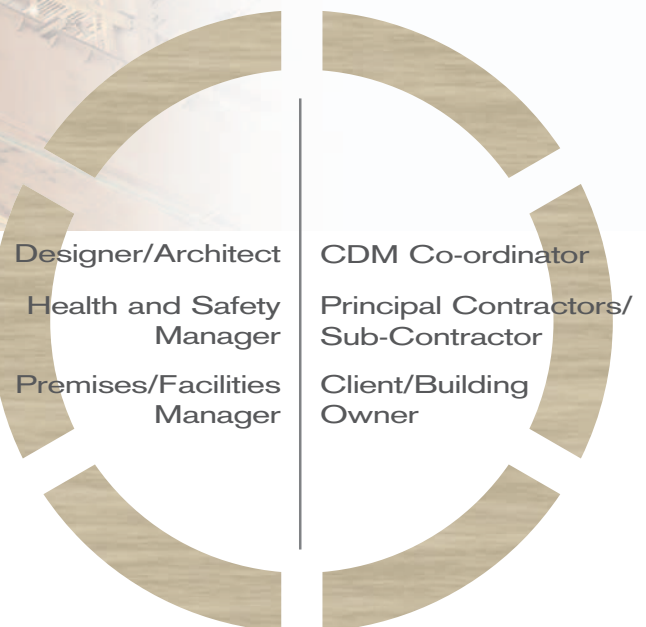 Designer/Architect
Health and Safety
Manager
Premises/Facilities
Manager
CDM Co-ordinator
Principal Contractors/
Sub-Contractor
Client/Building
Owner